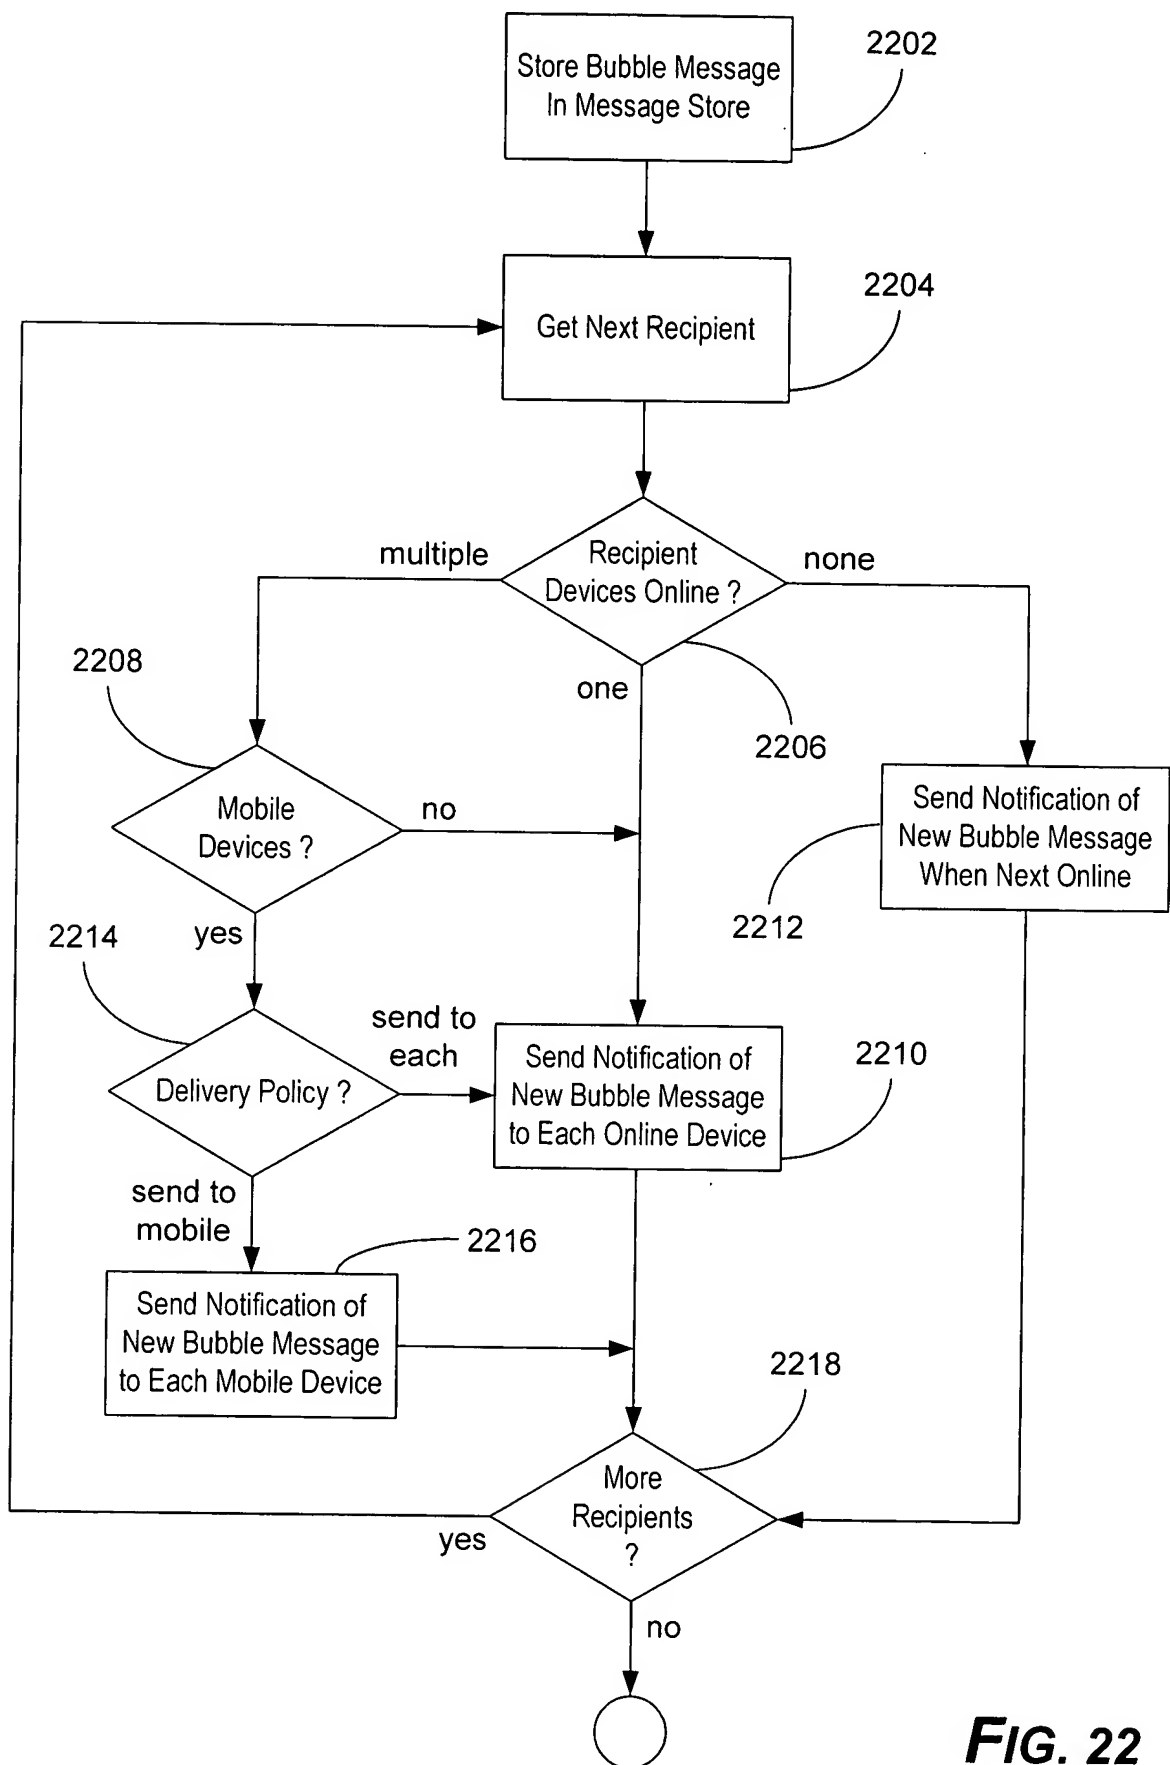 Store Bubble Message
In Message Store
2202
Get Next Recipient
2204
Recipient
Devices Online ?
multiple
none
one
2206
2208
Mobile
Devices ?
no
yes
Send Notification of
New Bubble Message
When Next Online
2212
2214
Delivery Policy ?
send to
each
send to
mobile
Send Notification of
New Bubble Message
to Each Online Device
2210
2216
Send Notification of
New Bubble Message
to Each Mobile Device
2218
More
Recipients
?
yes
no
FIG. 22